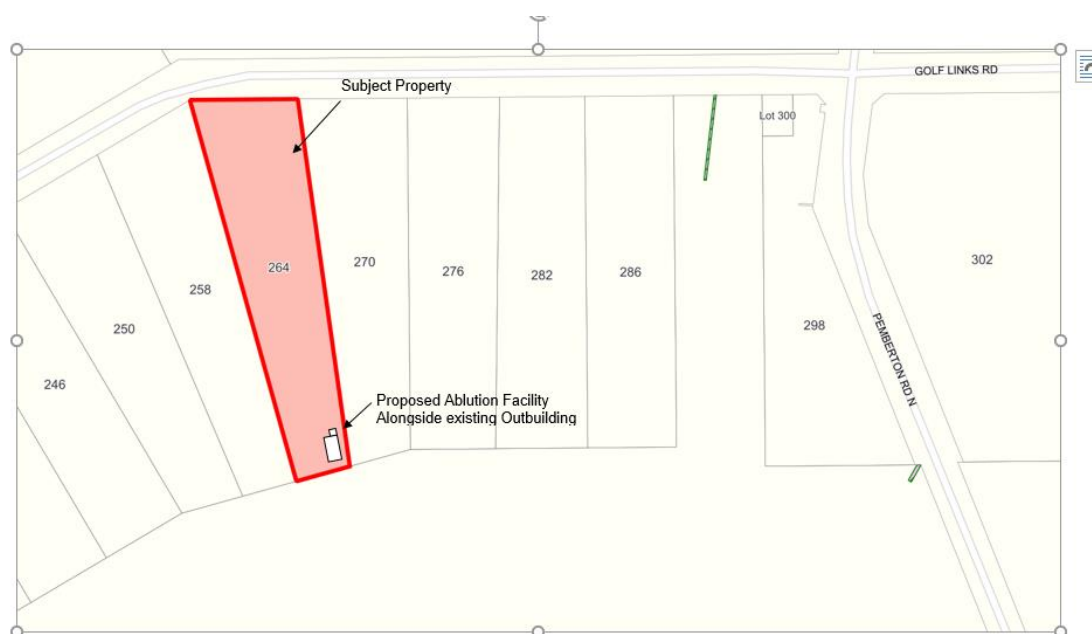 GOLF LINKS RD
Subject Property
Lot 300
264
270
276
282
286
302
258
298
250
246
PEMBERTON RD N
Proposed Ablution Facility
Alongside existing Outbuilding